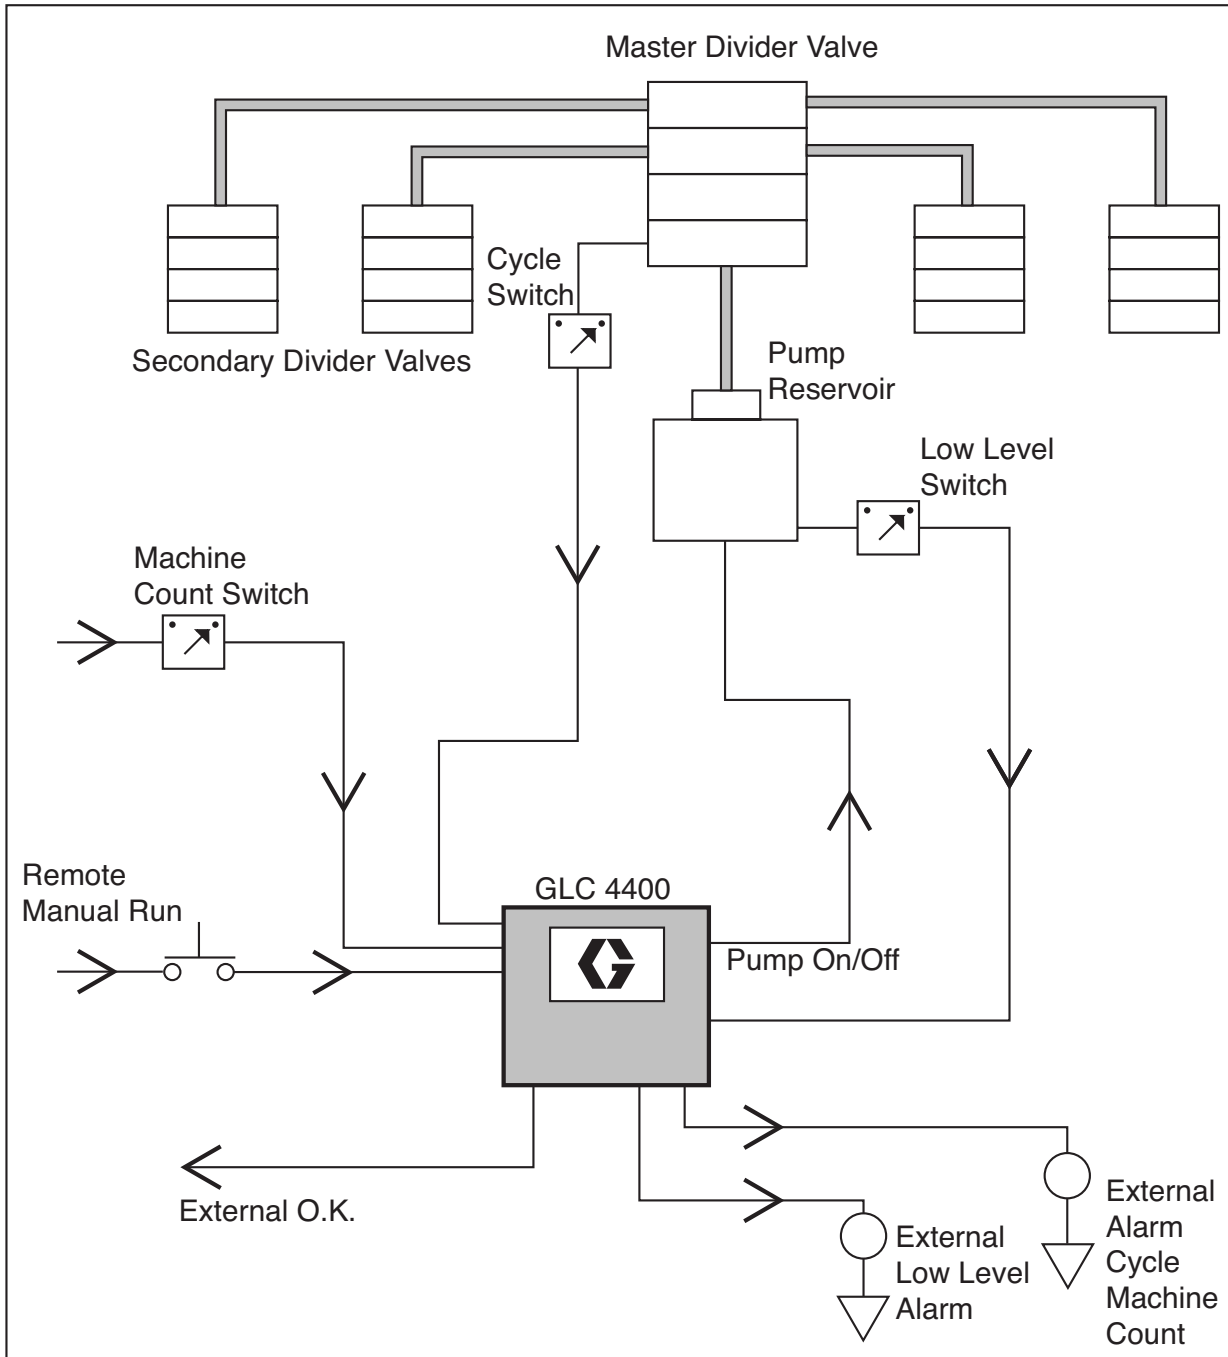 Master Divider Valve
Cycle
Switch
Secondary Divider Valves
Pump
Reservoir
Low Level
Switch
Machine
Count Switch
Remote
Manual Run
GLC 4400
Pump On/Off
External O.K.
External
Low Level
Alarm
External
Alarm
Cycle
Machine
Count